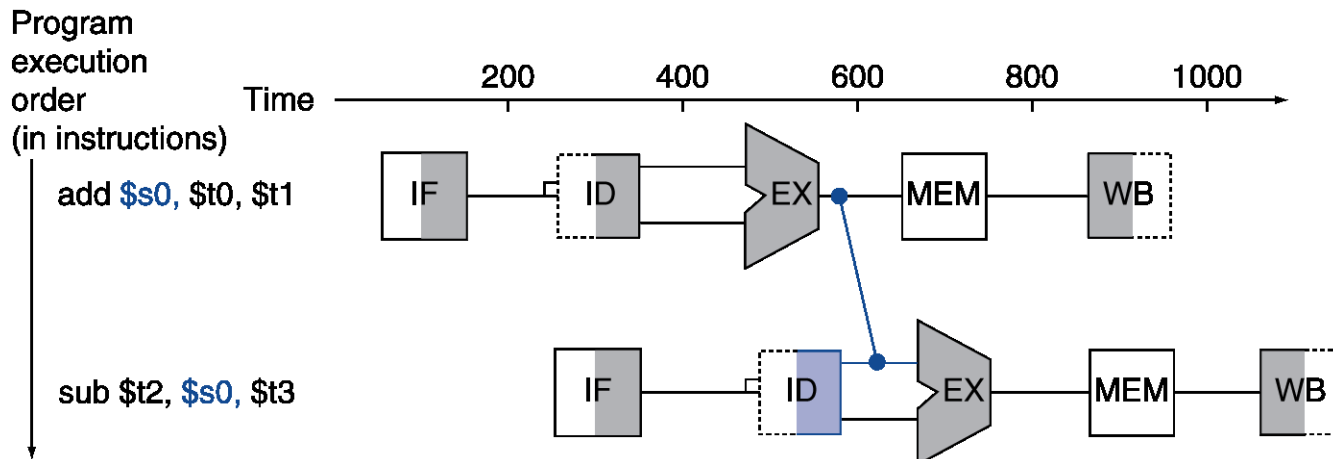 Program
execution
order
(in instructions)
Time
200 400 600 800 1000
add $s0, $t0, $t1
IF ID EX MEM WB
sub $t2, $s0, $t3
IF ID EX MEM WB